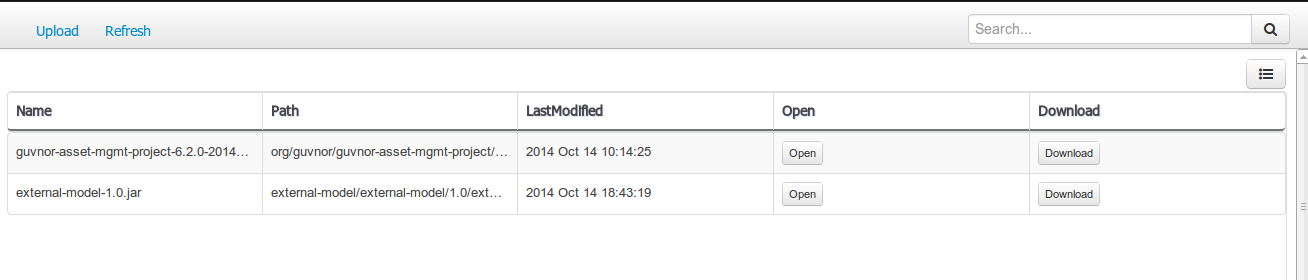 Upload Refresh Search...
Name Path LastModified Open Download
guvnor-asset-mgmt-project-6.2.0-2014... org/guvnor/guvnor-asset-mgmt-project/... 2014 Oct 14 10:14:25 Open Download
external-model-1.0.jar external-model/external-model/1.0/ext... 2014 Oct 14 18:43:19 Open Download